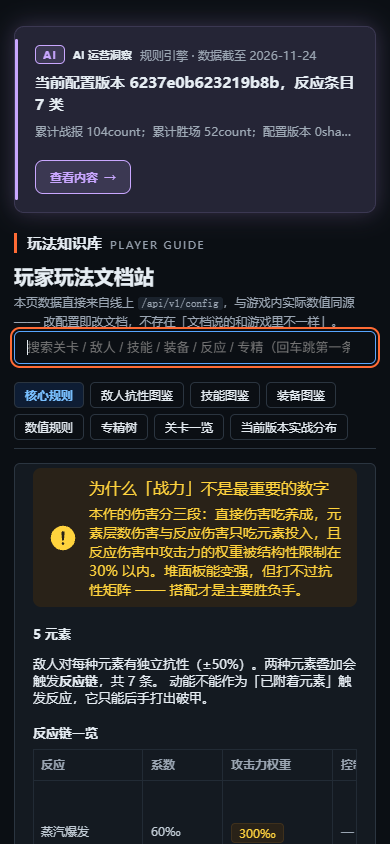 AI AI 运营洞察 规则引擎 · 数据截至 2026-11-24
当前配置版本 6237e0b623219b8b，反应条目
7 类
累计战报 104count；累计胜场 52count；配置版本 0sha...
查看内容 →
玩法知识库 PLAYER GUIDE
玩家玩法文档站
本页数据直接来自线上 /api/v1/config，与游戏内实际数值同源
—— 改配置即改文档，不存在「文档说的和游戏里不一样」。
搜索关卡 / 敌人 / 技能 / 装备 / 反应 / 专精（回车跳第一条
核心规则 敌人抗性图鉴 技能图鉴 装备图鉴
数值规则 专精树 关卡一览 当前版本实战分布
为什么「战力」不是最重要的数字
本作的伤害分三段：直接伤害吃养成，元
素层数伤害与反应伤害只吃元素投入，且
反应伤害中攻击力的权重被结构性限制在
30% 以内。堆面板能变强，但打不过抗
性矩阵 —— 搭配才是主要胜负手。
5 元素
敌人对每种元素有独立抗性（±50%）。两种元素叠加会
触发反应链，共 7 条。 动能不能作为「已附着元素」触
发反应，它只能后手打出破甲。
反应链一览
反应 系数 攻击力权重
蒸汽爆发 60‰ 300‰ —